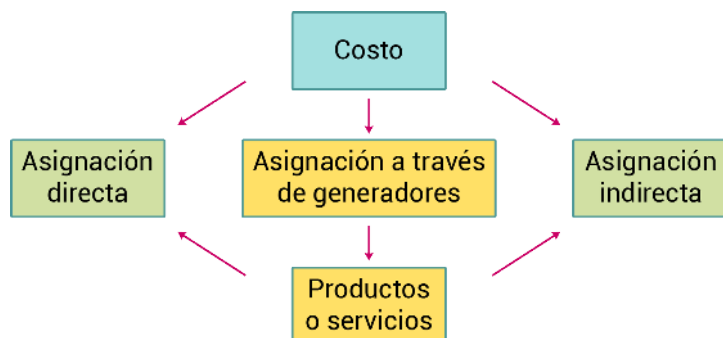 Costo
Asignación
directa
Asignación a través
de generadores
Asignación
indirecta
Productos
o servicios